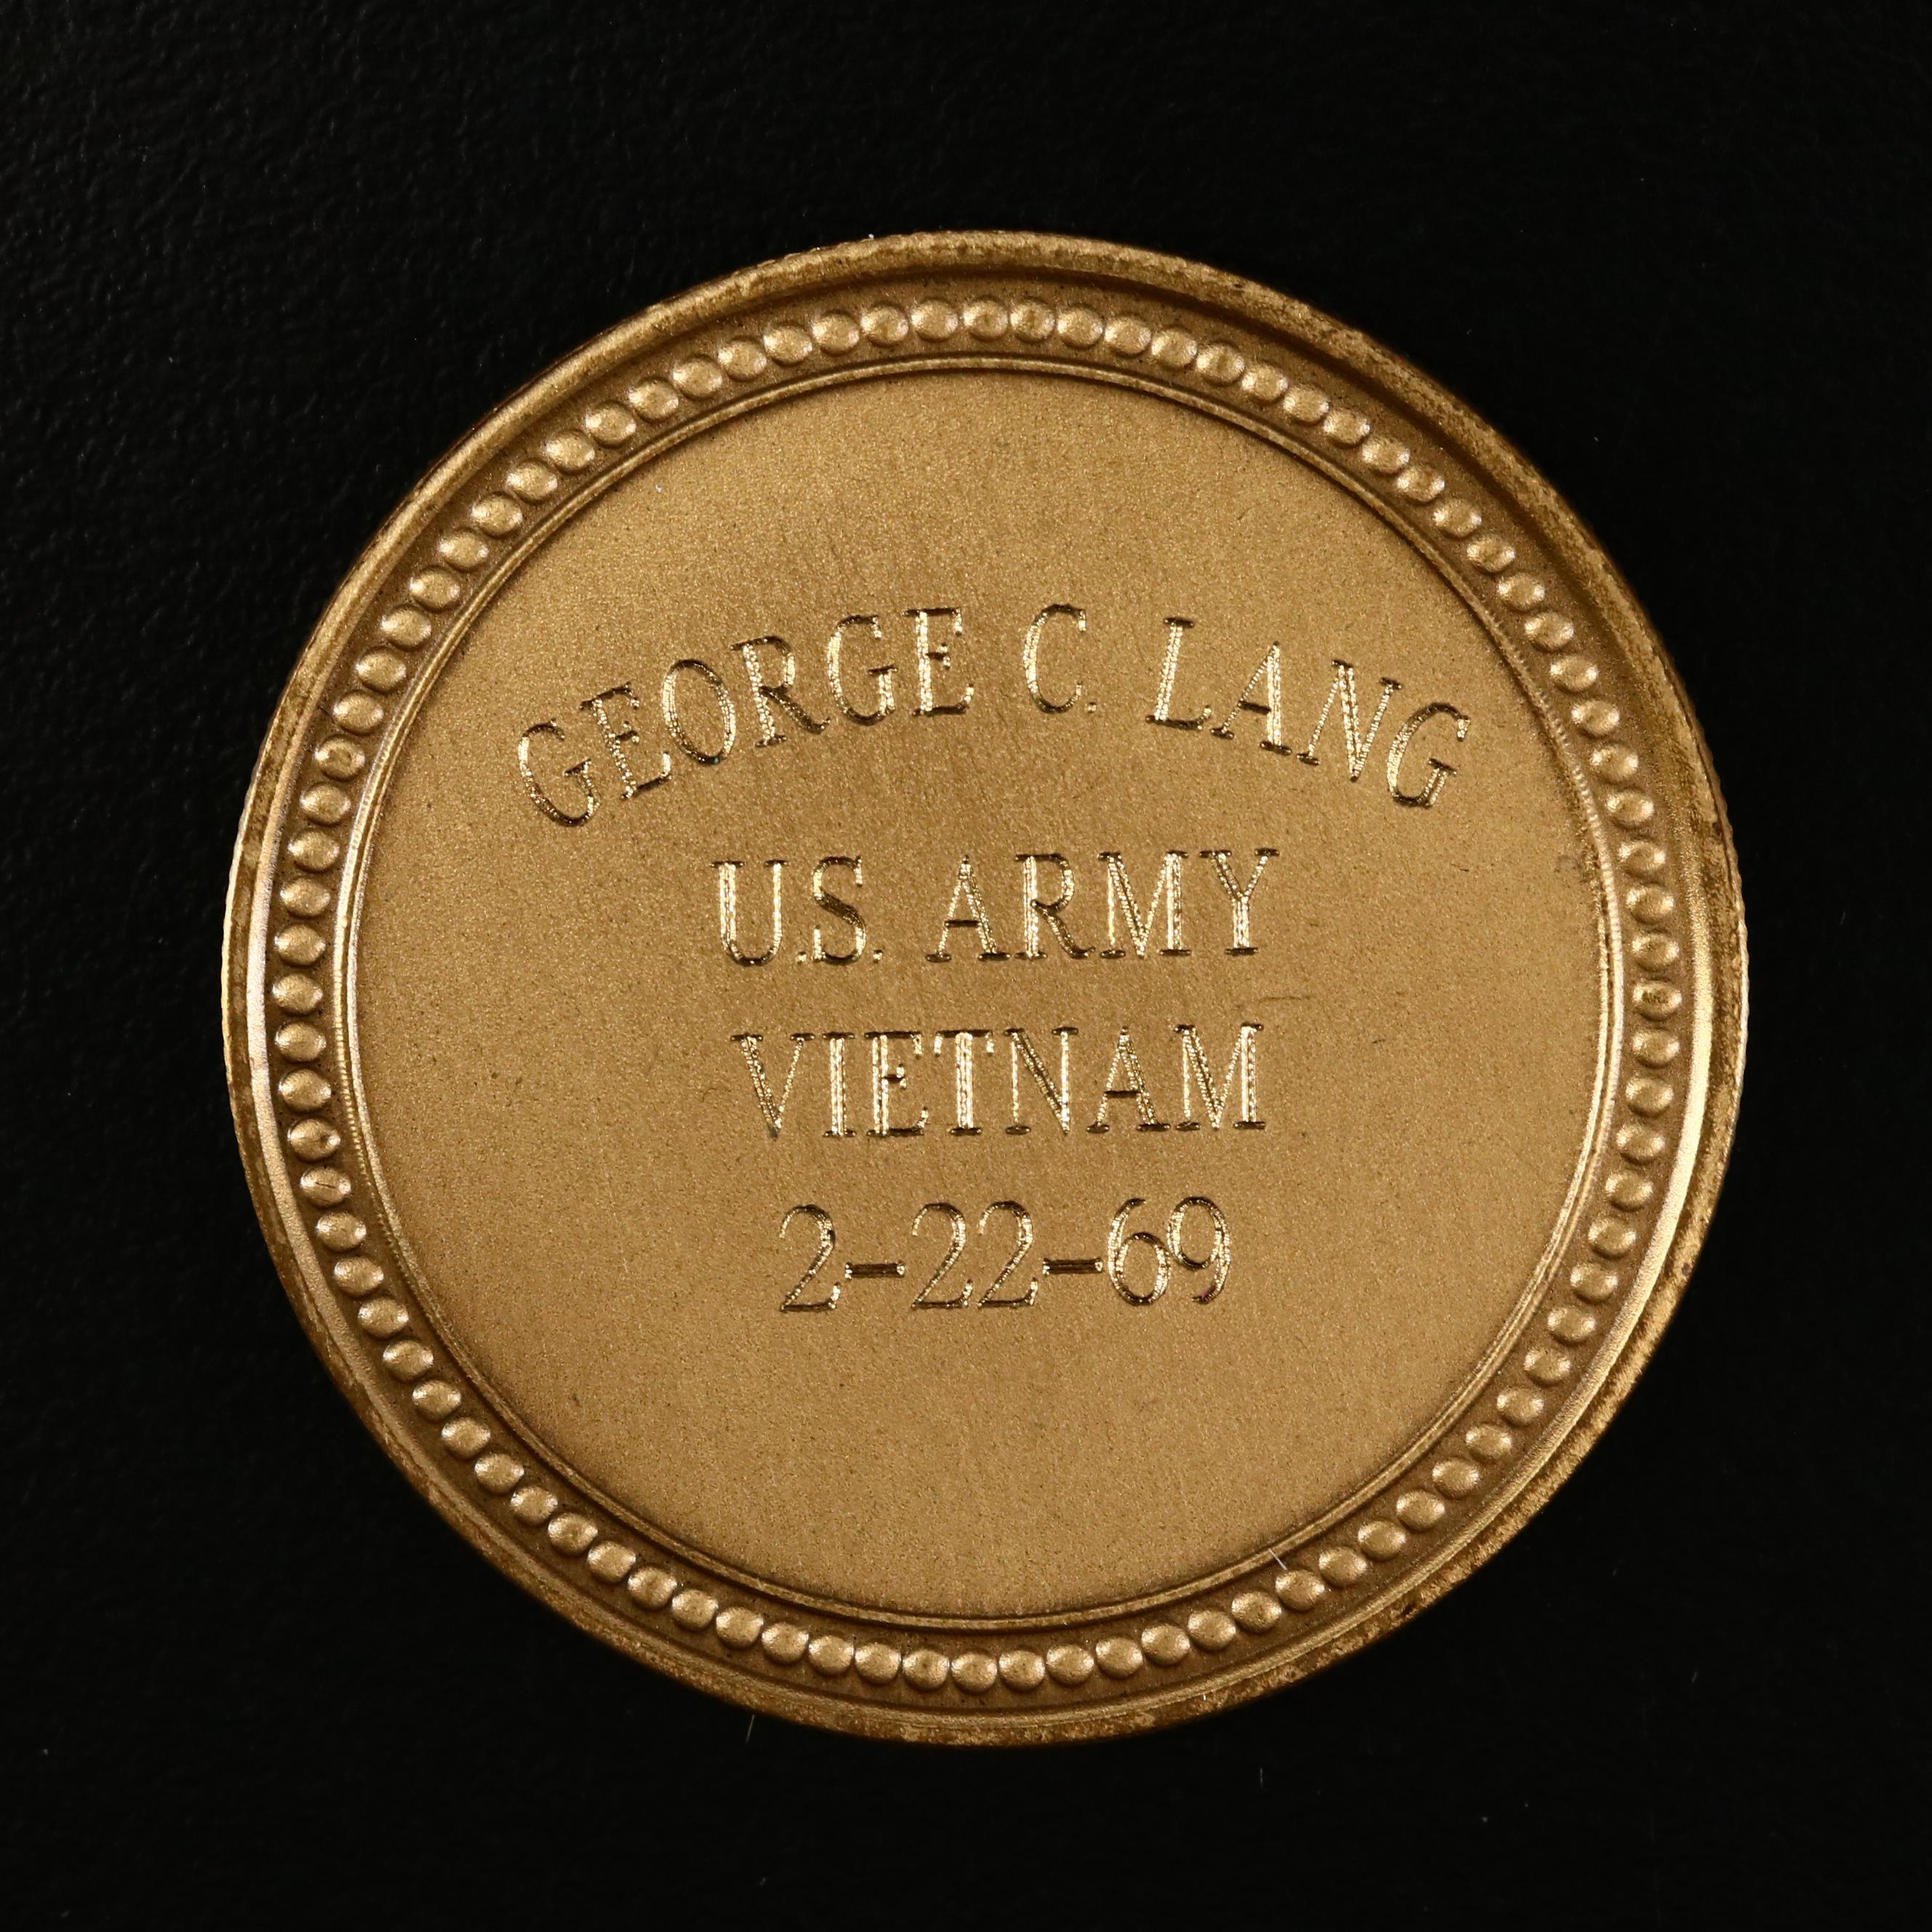 GEORGE C. LANG
U.S. ARMY
VIETNAM
2-22-69